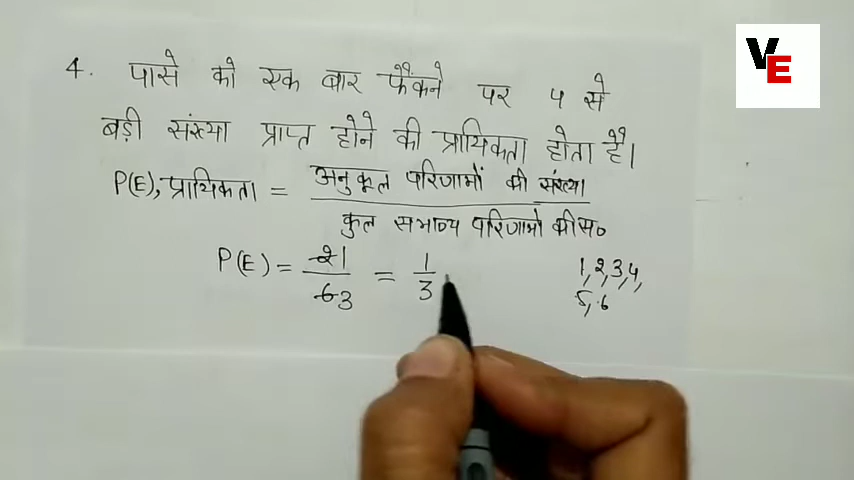 VE
4. पासे को एक बार फेंकने पर 4 से
बड़ी संख्या प्राप्त होने की प्रायिकता होता है।
P(E), प्रायिकता = अनुकूल परिणामों की संख्या
कुल सभाव्य परिणामो की सं०
P(E) = 2 1 / 6 3 = 1/3
1, 2, 3, 4,
5, 6